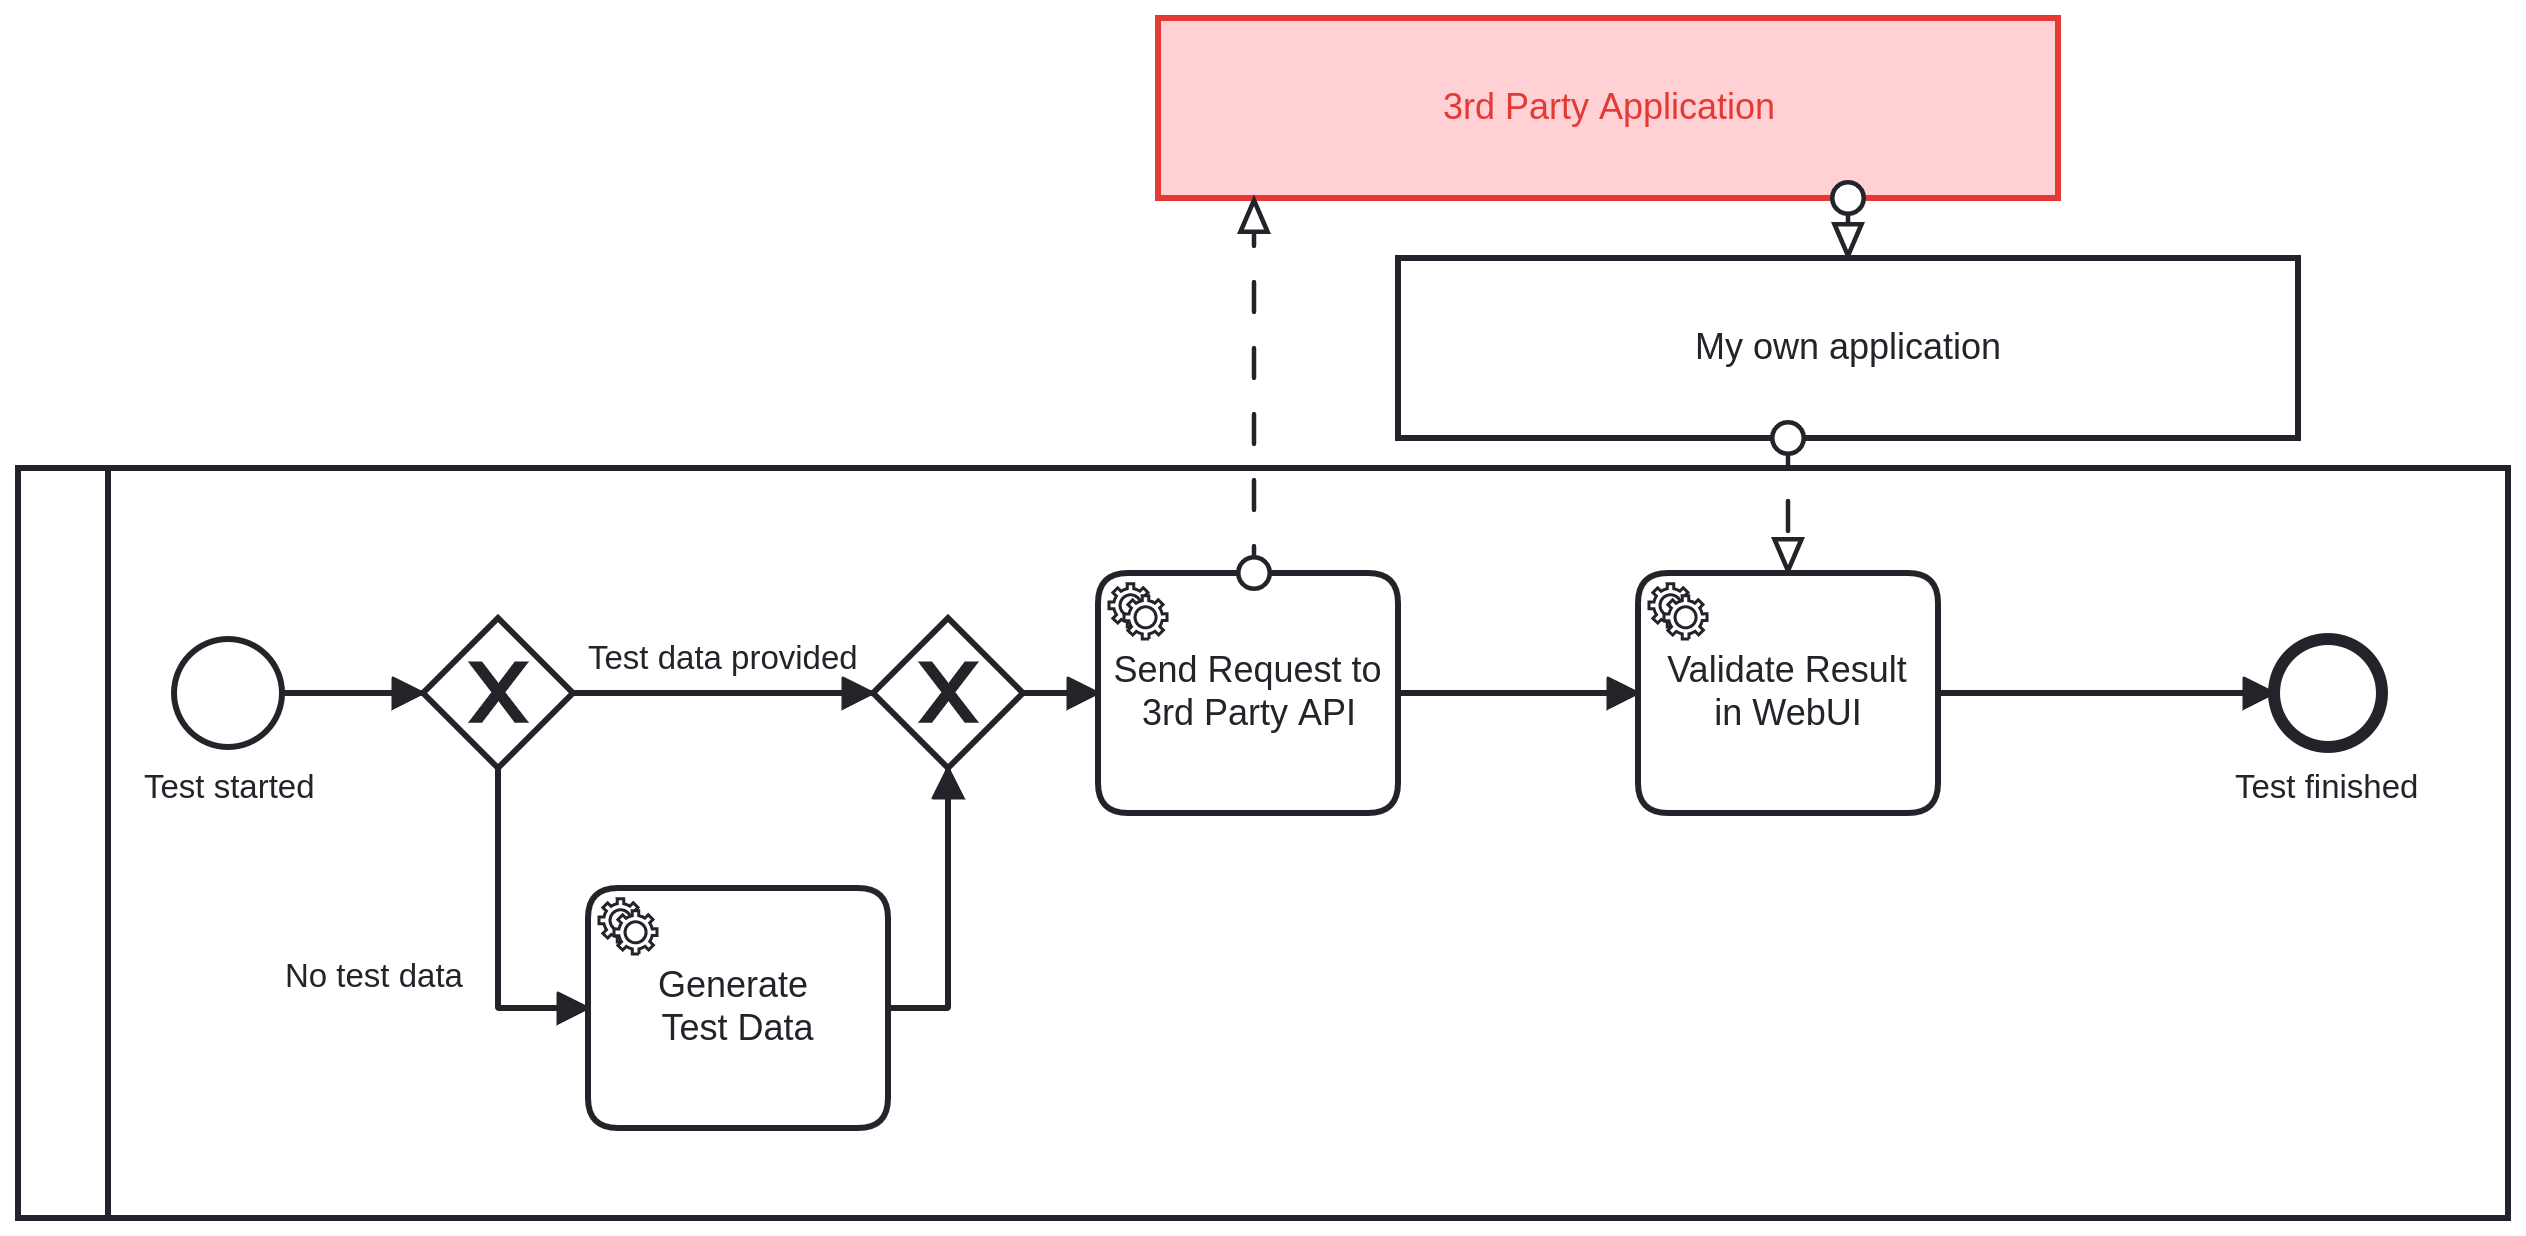 3rd Party Application
My own application
Test data provided
Send Request to
3rd Party API
Validate Result
in WebUI
Test started
Test finished
No test data
Generate
Test Data